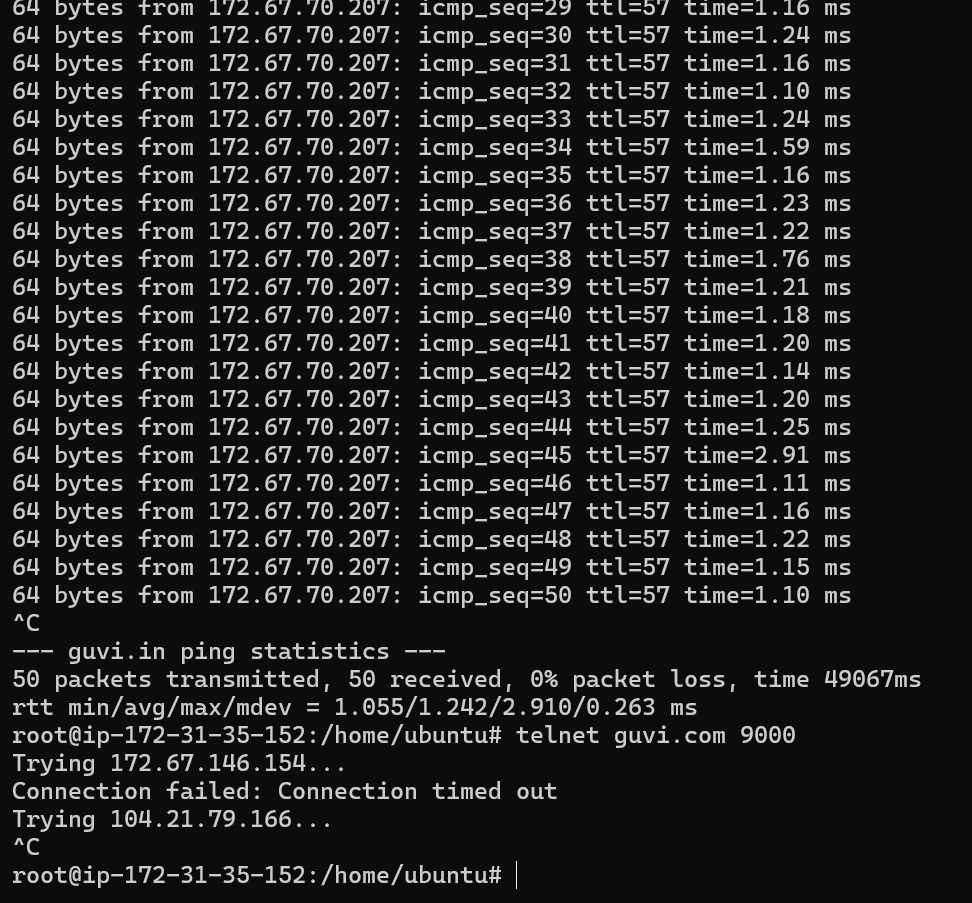 64 bytes from 172.67.70.207: icmp_seq=29 ttl=57 time=1.16 ms
64 bytes from 172.67.70.207: icmp_seq=30 ttl=57 time=1.24 ms
64 bytes from 172.67.70.207: icmp_seq=31 ttl=57 time=1.16 ms
64 bytes from 172.67.70.207: icmp_seq=32 ttl=57 time=1.10 ms
64 bytes from 172.67.70.207: icmp_seq=33 ttl=57 time=1.24 ms
64 bytes from 172.67.70.207: icmp_seq=34 ttl=57 time=1.59 ms
64 bytes from 172.67.70.207: icmp_seq=35 ttl=57 time=1.16 ms
64 bytes from 172.67.70.207: icmp_seq=36 ttl=57 time=1.23 ms
64 bytes from 172.67.70.207: icmp_seq=37 ttl=57 time=1.22 ms
64 bytes from 172.67.70.207: icmp_seq=38 ttl=57 time=1.76 ms
64 bytes from 172.67.70.207: icmp_seq=39 ttl=57 time=1.21 ms
64 bytes from 172.67.70.207: icmp_seq=40 ttl=57 time=1.18 ms
64 bytes from 172.67.70.207: icmp_seq=41 ttl=57 time=1.20 ms
64 bytes from 172.67.70.207: icmp_seq=42 ttl=57 time=1.14 ms
64 bytes from 172.67.70.207: icmp_seq=43 ttl=57 time=1.20 ms
64 bytes from 172.67.70.207: icmp_seq=44 ttl=57 time=1.25 ms
64 bytes from 172.67.70.207: icmp_seq=45 ttl=57 time=2.91 ms
64 bytes from 172.67.70.207: icmp_seq=46 ttl=57 time=1.11 ms
64 bytes from 172.67.70.207: icmp_seq=47 ttl=57 time=1.16 ms
64 bytes from 172.67.70.207: icmp_seq=48 ttl=57 time=1.22 ms
64 bytes from 172.67.70.207: icmp_seq=49 ttl=57 time=1.15 ms
64 bytes from 172.67.70.207: icmp_seq=50 ttl=57 time=1.10 ms
^C
--- guvi.in ping statistics ---
50 packets transmitted, 50 received, 0% packet loss, time 49067ms
rtt min/avg/max/mdev = 1.055/1.242/2.910/0.263 ms
root@ip-172-31-35-152:/home/ubuntu# telnet guvi.com 9000
Trying 172.67.146.154...
Connection failed: Connection timed out
Trying 104.21.79.166...
^C
root@ip-172-31-35-152:/home/ubuntu#